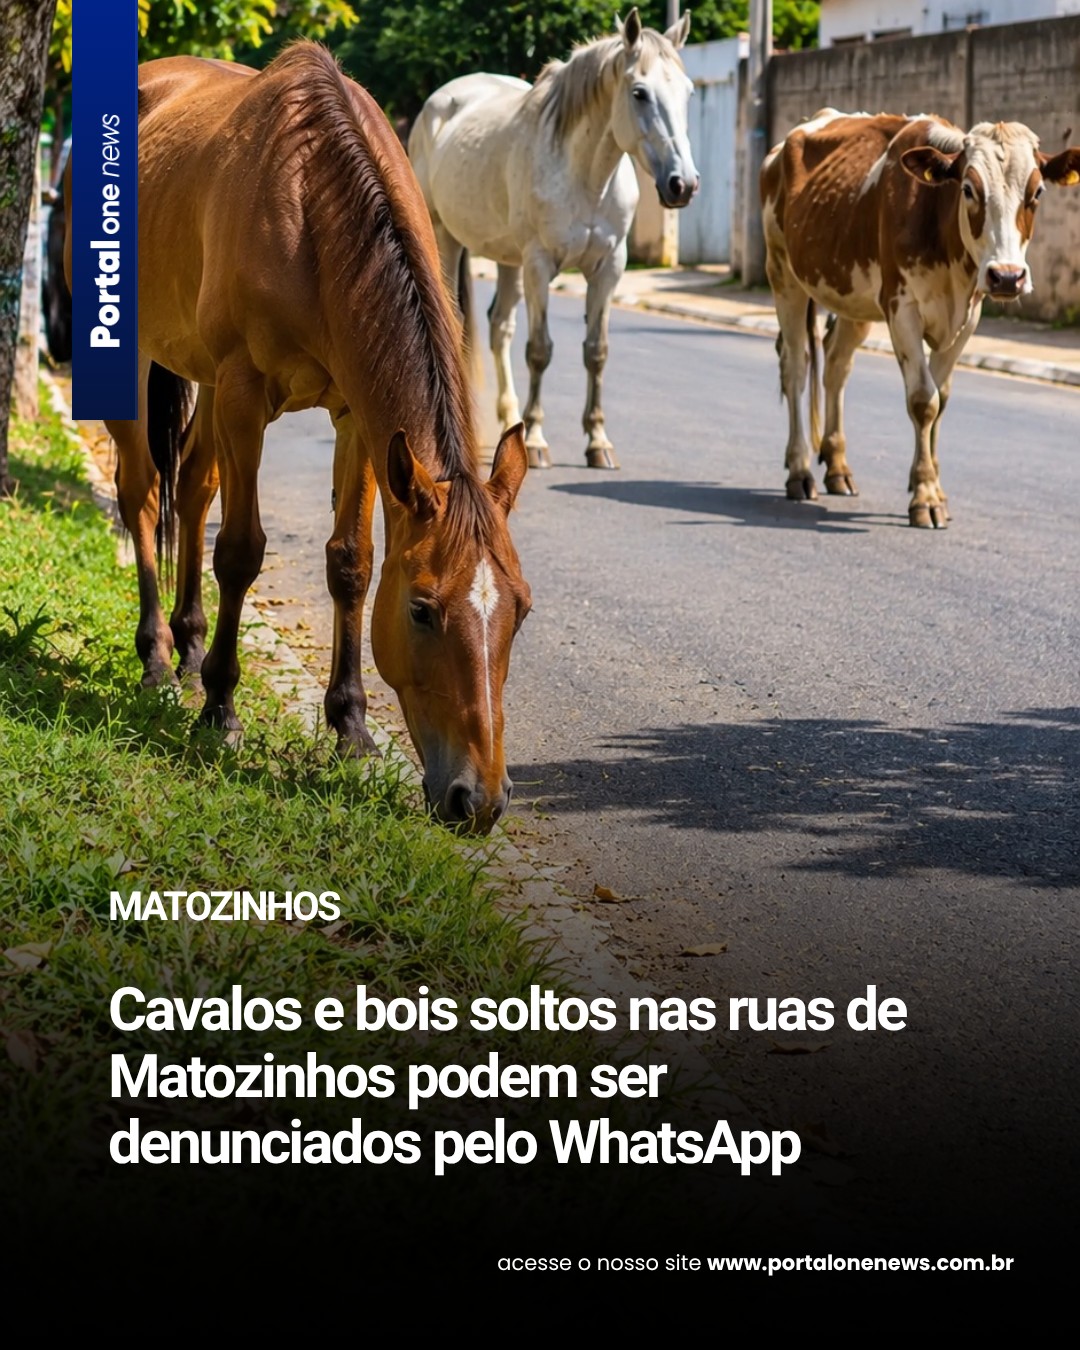 Portal one news
MATOZINHOS
Cavalos e bois soltos nas ruas de
Matozinhos podem ser
denunciados pelo WhatsApp
acesse o nosso site www.portalonenews.com.br